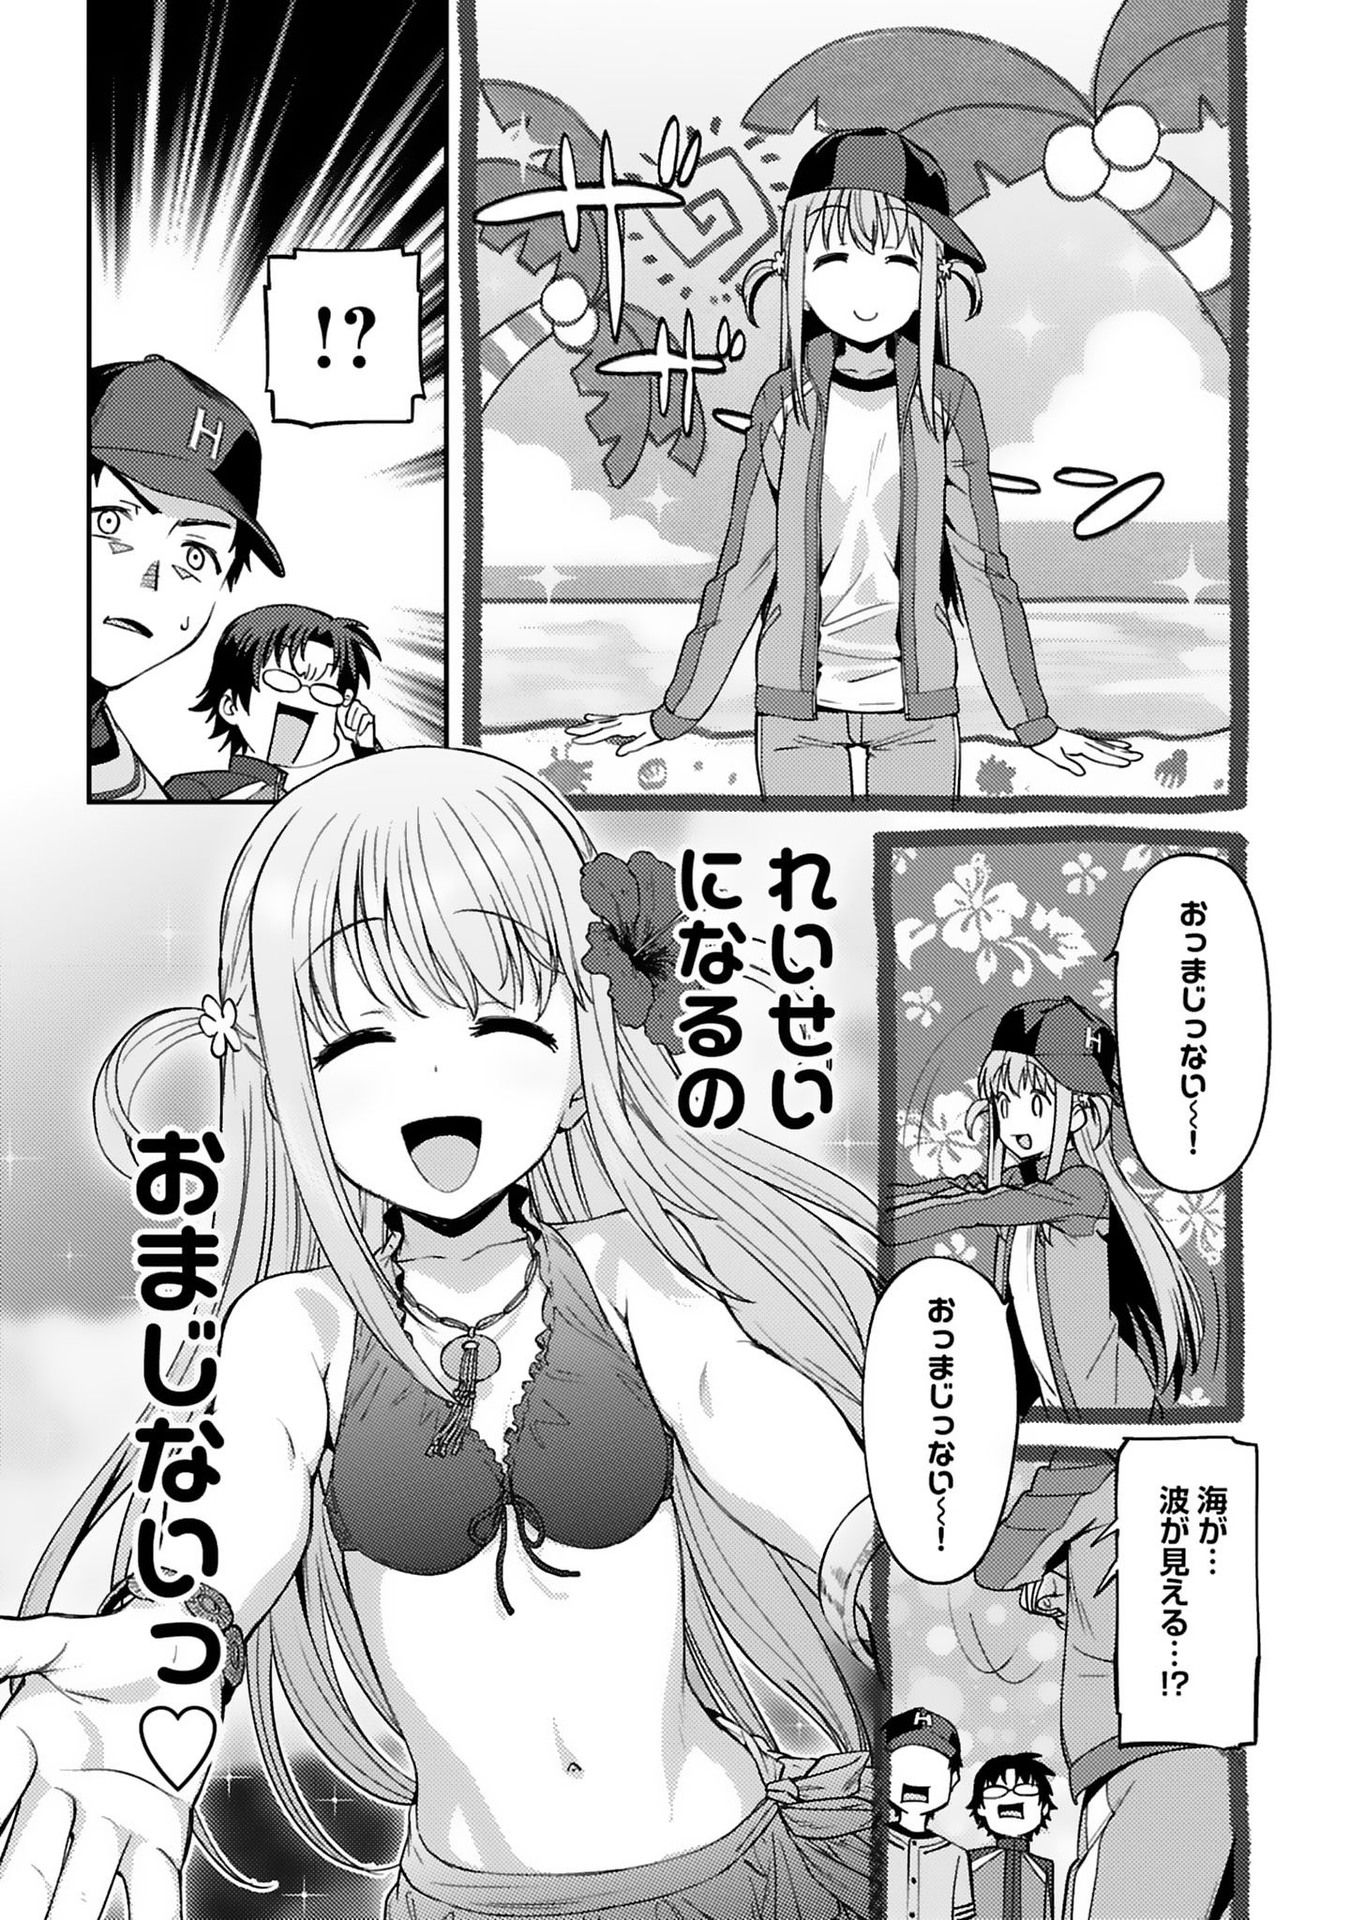 ザザ
ザザーン
!?
H
おっまじっない〜!
H
おっまじっない〜!
海が…
波が見える…!?
H
れいせい
になるの
おまじないっ♡